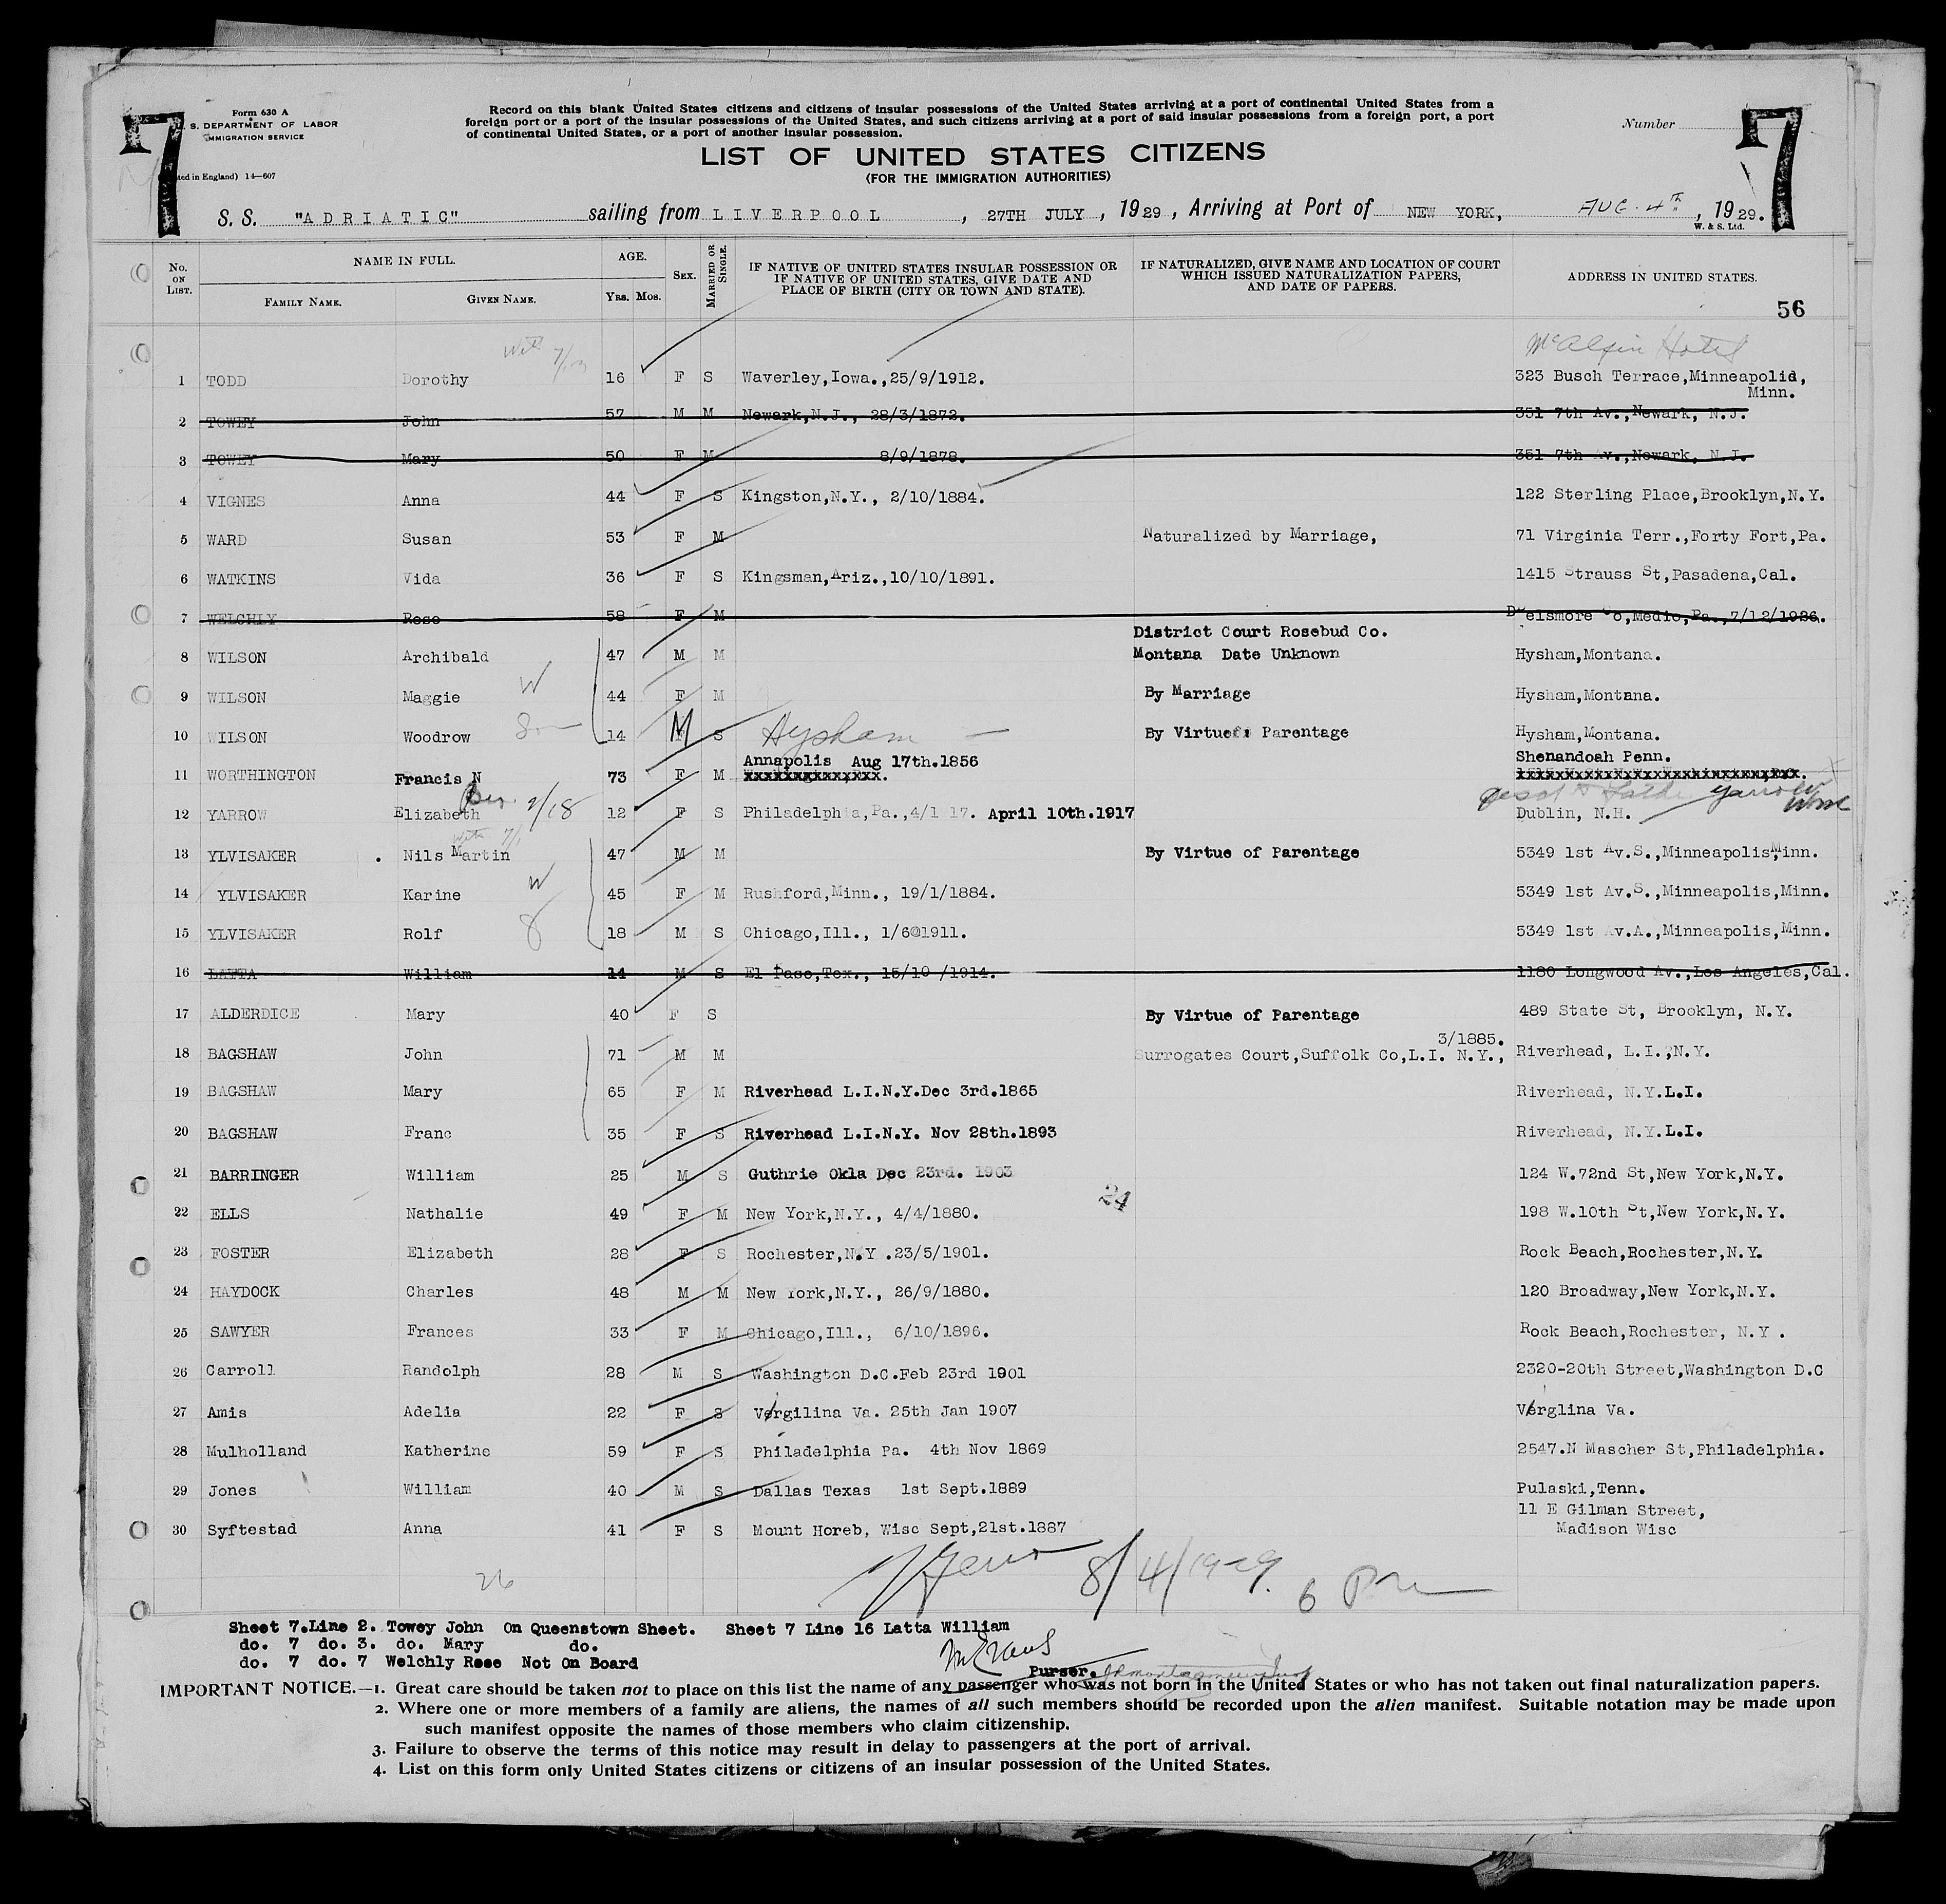 7
7
Form 630 A
S. DEPARTMENT OF LABOR
IMMIGRATION SERVICE
ted in England) 14—607
Record on this blank United States citizens and citizens of insular possessions of the United States arriving at a port of continental United States from a
foreign port or a port of the insular possessions of the United States, and such citizens arriving at a port of said insular possessions from a foreign port, a port
of continental United States, or a port of another insular possession.
Number
LIST OF UNITED STATES CITIZENS
(FOR THE IMMIGRATION AUTHORITIES)
S. S. "ADRIATIC" sailing from LIVERPOOL, 27TH JULY, 1929, Arriving at Port of NEW YORK, AUG. 4th, 1929.
W. & S. Ltd.
No. ON LIST. NAME IN FULL. FAMILY NAME. GIVEN NAME. AGE. YRS. MOS. SEX. MARRIED OR SINGLE. IF NATIVE OF UNITED STATES INSULAR POSSESSION OR IF NATIVE OF UNITED STATES, GIVE DATE AND PLACE OF BIRTH (CITY OR TOWN AND STATE). IF NATURALIZED, GIVE NAME AND LOCATION OF COURT WHICH ISSUED NATURALIZATION PAPERS, AND DATE OF PAPERS. ADDRESS IN UNITED STATES.
56
McAlpin Hotel
1 TODD Dorothy 16 F S Waverley,Iowa.,25/9/1912. 323 Busch Terrace,Minneapolis,
Minn.
2 TOWEY John 57 M M Newark,N.J., 28/3/1872. 351 7th Av.,Newark, N.J.
3 TOWEY Mary 50 F M 8/9/1878. 351 7th Av.,Newark, N.J.
4 VIGNES Anna 44 F S Kingston,N.Y., 2/10/1884. 122 Sterling Place,Brooklyn,N.Y.
5 WARD Susan 53 F M Naturalized by Marriage, 71 Virginia Terr.,Forty Fort,Pa.
6 WATKINS Vida 36 F S Kingsman,Ariz.,10/10/1891. 1415 Strauss St,Pasadena,Cal.
7 WELCHLY Rose 58 F M Delsmore Co,Media,Pa.,7/12/1926.
District Court Rosebud Co.
8 WILSON Archibald 47 M M Montana Date Unknown Hysham,Montana.
9 WILSON Maggie W 44 F M By Marriage Hysham,Montana.
10 WILSON Woodrow Son 14 M S Hysham By Virtue of Parentage Hysham,Montana.
Annapolis Aug 17th.1856 Shenandoah Penn.
11 WORTHINGTON Francis N 73 F M
12 YARROW Elizabeth 12 F S Philadelphia,Pa.,4/1 17. April 10th.1917 Dublin, N.H.
13 YLVISAKER Nils Martin 47 M M By Virtue of Parentage 5349 1st Av.S.,Minneapolis,Minn.
14 YLVISAKER Karine W 45 F M Rushford,Minn., 19/1/1884. 5349 1st Av.S.,Minneapolis,Minn.
15 YLVISAKER Rolf 18 M S Chicago,Ill., 1/6@1911. 5349 1st Av.A.,Minneapolis,Minn.
16 LATTA William 14 M S El Paso,Tex., 15/10 /1914. 1180 Longwood Av.,Los Angeles,Cal.
17 ALDERDICE Mary 40 F S By Virtue of Parentage 489 State St, Brooklyn, N.Y.
3/1885.
18 BAGSHAW John 71 M M Surrogates Court,Suffolk Co,L.I. N.Y., Riverhead, L.I.,N.Y.
19 BAGSHAW Mary 65 F M Riverhead L.I.N.Y.Dec 3rd.1865 Riverhead, N.Y.L.I.
20 BAGSHAW Franc 35 F S Riverhead L.I.N.Y. Nov 28th.1893 Riverhead, N.Y.L.I.
21 BARRINGER William 25 M S Guthrie Okla Dec 23rd. 1903 124 W.72nd St,New York,N.Y.
24
22 ELLS Nathalie 49 F M New York,N.Y., 4/4/1880. 198 W.10th St,New York,N.Y.
23 FOSTER Elizabeth 28 F S Rochester,N.Y .23/5/1901. Rock Beach,Rochester,N.Y.
24 HAYDOCK Charles 48 M M New York,N.Y., 26/9/1880. 120 Broadway,New York,N.Y.
25 SAWYER Frances 33 F M Chicago,Ill., 6/10/1896. Rock Beach,Rochester, N.Y .
26 Carroll Randolph 28 M S Washington D.C.Feb 23rd 1901 2320-20th Street,Washington D.C
27 Amis Adelia 22 F S Virgilina Va. 25th Jan 1907 Virglina Va.
28 Mulholland Katherine 59 F S Philadelphia Pa. 4th Nov 1869 2547.N Mascher St,Philadelphia.
29 Jones William 40 M S Dallas Texas 1st Sept.1889 Pulaski,Tenn.
11 E Gilman Street,
30 Syftestad Anna 41 F S Mount Horeb, Wisc Sept,21st.1887 Madison Wisc
26
8/4/1929. 6 Pm
Sheet 7.Line 2. Towey John On Queenstown Sheet. Sheet 7 Line 16 Latta William
do. 7 do. 3. do. Mary do.
do. 7 do. 7 Welchly Rose Not On Board
Purser.
IMPORTANT NOTICE.—1. Great care should be taken not to place on this list the name of any passenger who was not born in the United States or who has not taken out final naturalization papers.
2. Where one or more members of a family are aliens, the names of all such members should be recorded upon the alien manifest. Suitable notation may be made upon
such manifest opposite the names of those members who claim citizenship.
3. Failure to observe the terms of this notice may result in delay to passengers at the port of arrival.
4. List on this form only United States citizens or citizens of an insular possession of the United States.